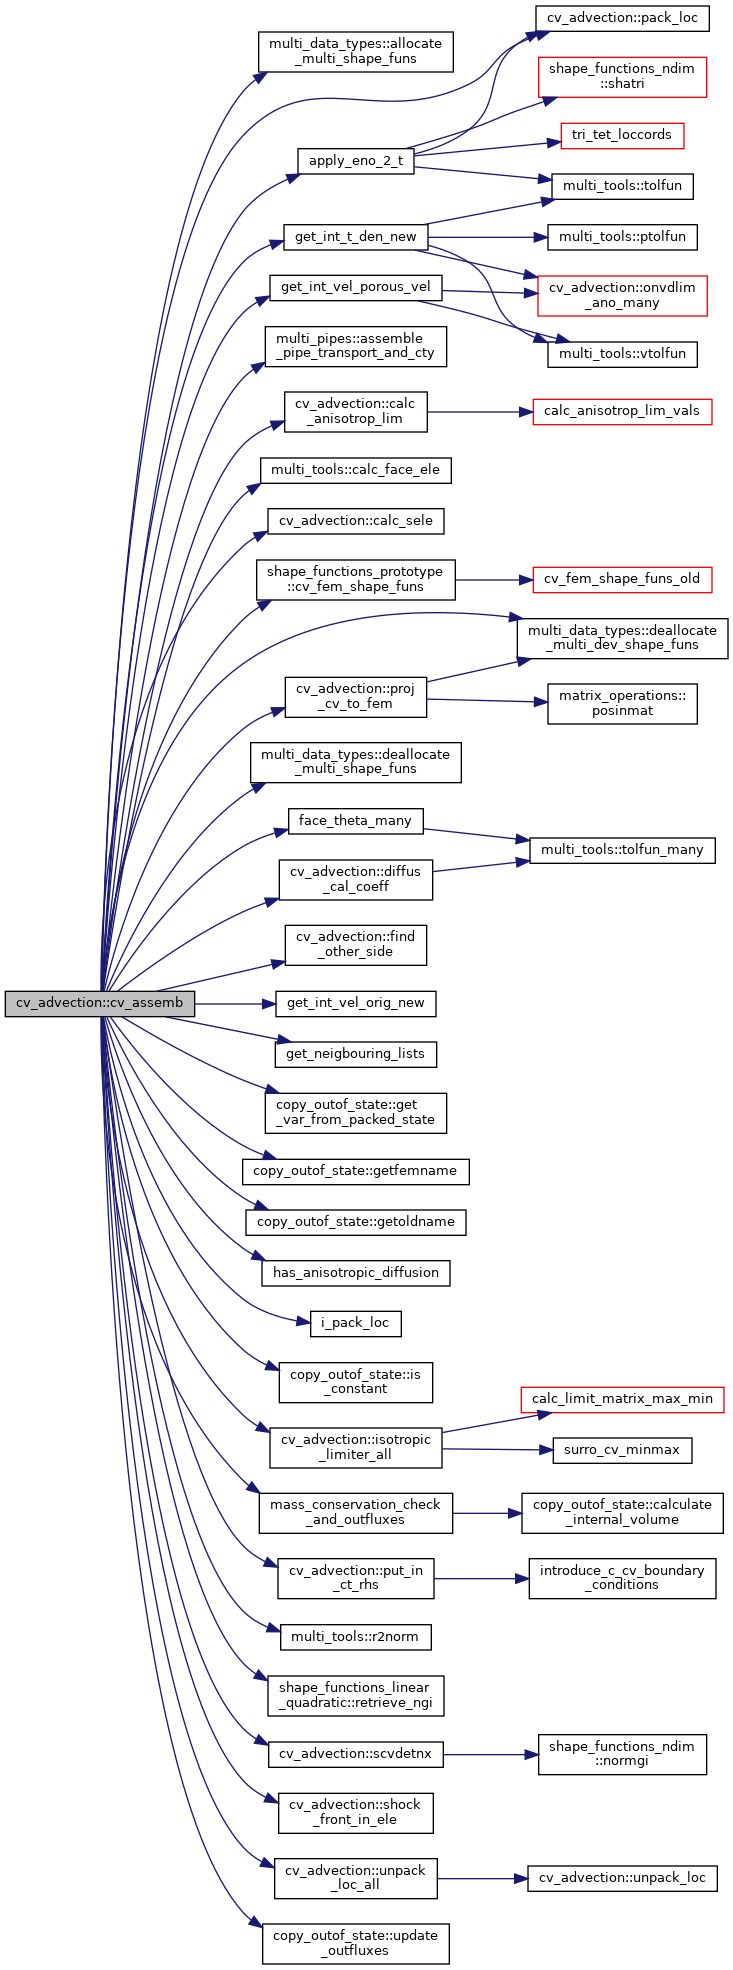 cv_advection::cv_assemb
multi_data_types::allocate
_multi_shape_funs
apply_eno_2_t
get_int_t_den_new
get_int_vel_porous_vel
multi_pipes::assemble
_pipe_transport_and_cty
cv_advection::calc
_anisotrop_lim
multi_tools::calc_face_ele
cv_advection::calc_sele
shape_functions_prototype
::cv_fem_shape_funs
cv_advection::proj
_cv_to_fem
multi_data_types::deallocate
_multi_shape_funs
face_theta_many
cv_advection::diffus
_cal_coeff
cv_advection::find
_other_side
get_int_vel_orig_new
get_neigbouring_lists
copy_outof_state::get
_var_from_packed_state
copy_outof_state::getfemname
copy_outof_state::getoldname
has_anisotropic_diffusion
i_pack_loc
copy_outof_state::is
_constant
cv_advection::isotropic
_limiter_all
mass_conservation_check
_and_outfluxes
cv_advection::put_in
_ct_rhs
multi_tools::r2norm
shape_functions_linear
_quadratic::retrieve_ngi
cv_advection::scvdetnx
cv_advection::shock
_front_in_ele
cv_advection::unpack
_loc_all
copy_outof_state::update
_outfluxes
cv_advection::pack_loc
shape_functions_ndim
::shatri
tri_tet_loccords
multi_tools::tolfun
multi_tools::ptolfun
cv_advection::onvdlim
_ano_many
multi_tools::vtolfun
calc_anisotrop_lim_vals
cv_fem_shape_funs_old
multi_data_types::deallocate
_multi_dev_shape_funs
matrix_operations::
posinmat
multi_tools::tolfun_many
calc_limit_matrix_max_min
surro_cv_minmax
copy_outof_state::calculate
_internal_volume
introduce_c_cv_boundary
_conditions
shape_functions_ndim
::normgi
cv_advection::unpack_loc